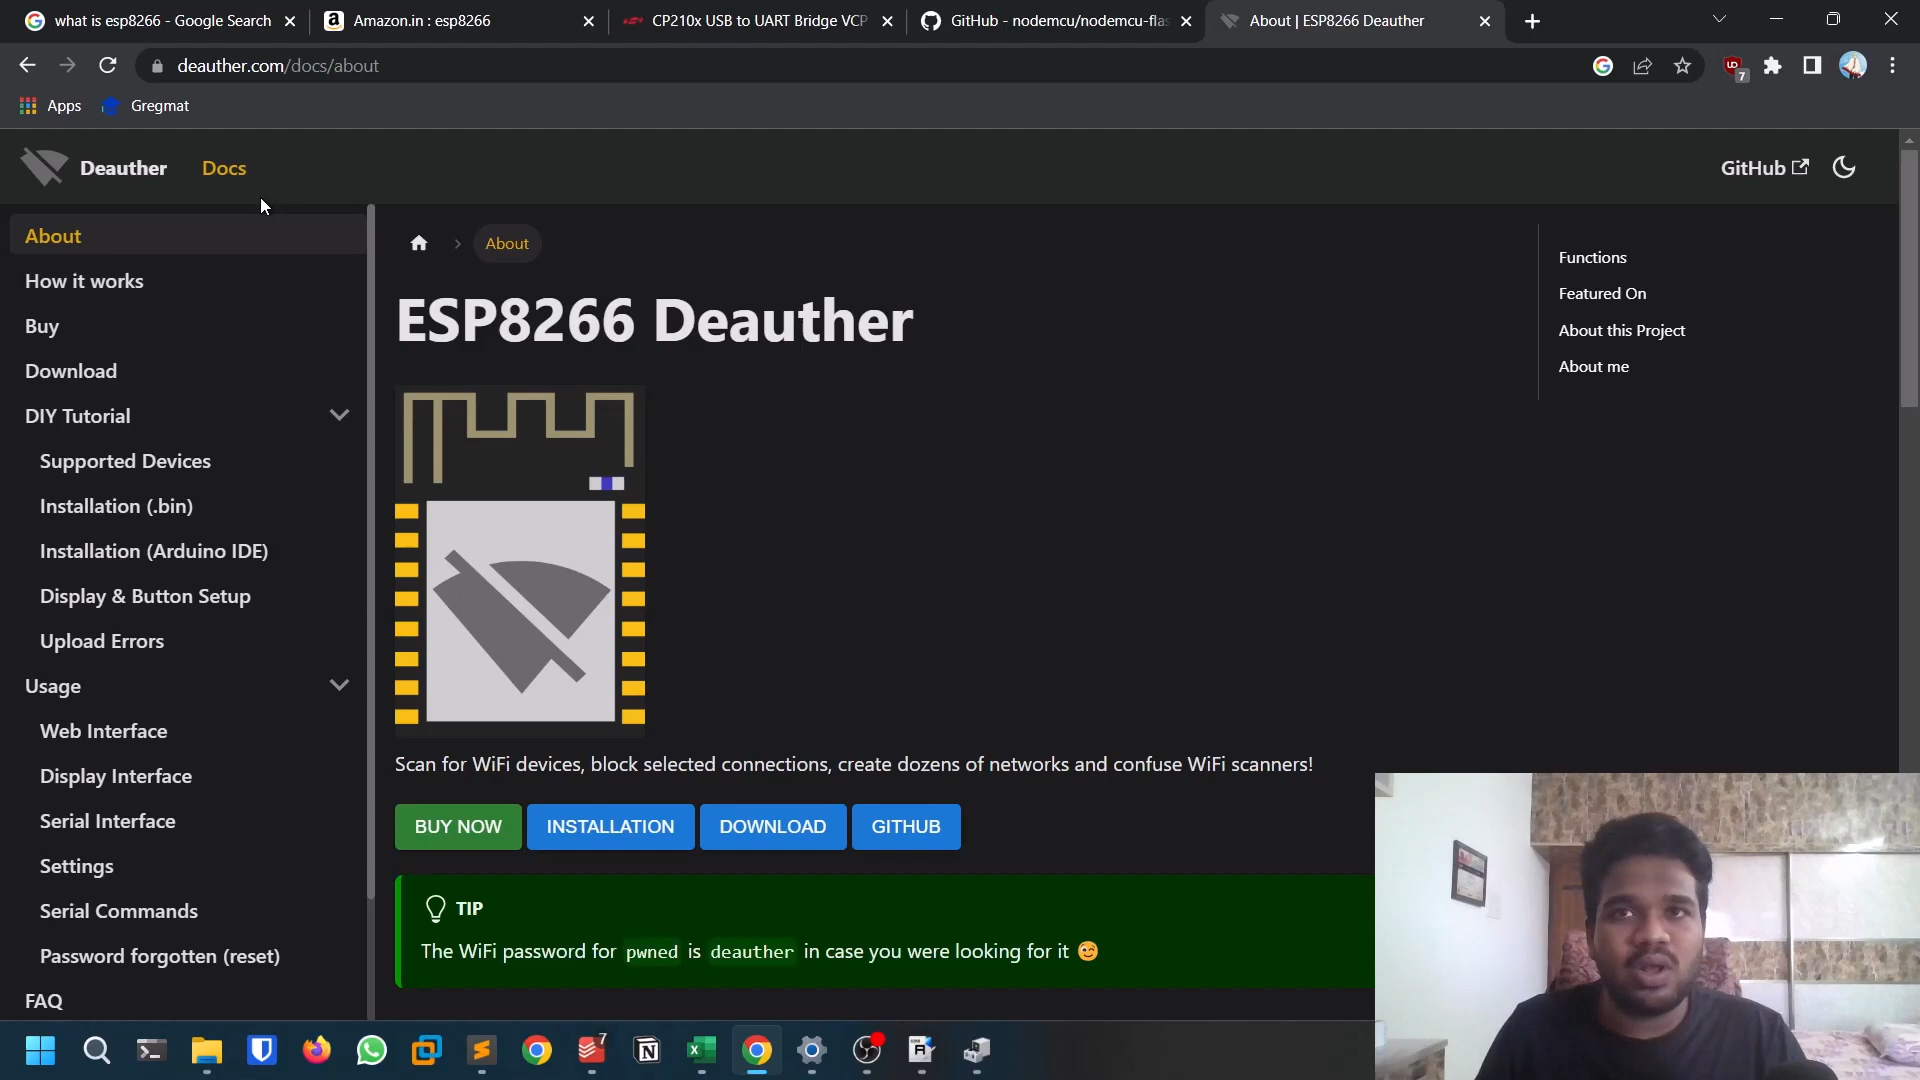 what is esp8266 - Google Search
Amazon.in : esp8266
CP210x USB to UART Bridge VCP
GitHub - nodemcu/nodemcu-flas
About | ESP8266 Deauther
deauther.com/docs/about
7
Apps
Gregmat
Deauther
Docs
GitHub
About
How it works
Buy
Download
DIY Tutorial
Supported Devices
Installation (.bin)
Installation (Arduino IDE)
Display & Button Setup
Upload Errors
Usage
Web Interface
Display Interface
Serial Interface
Settings
Serial Commands
Password forgotten (reset)
FAQ
About
ESP8266 Deauther
Scan for WiFi devices, block selected connections, create dozens of networks and confuse WiFi scanners!
BUY NOW
INSTALLATION
DOWNLOAD
GITHUB
TIP
The WiFi password for pwned is deauther in case you were looking for it 😉
Functions
Featured On
About this Project
About me
7